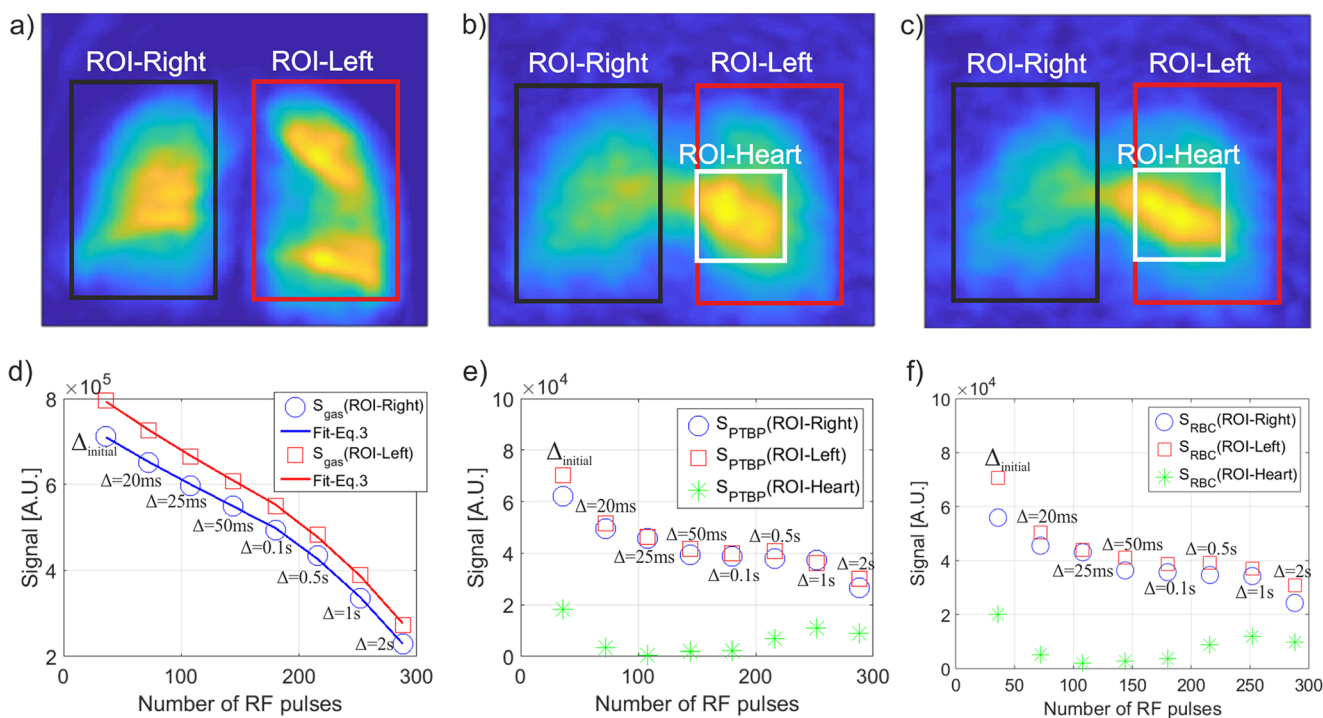 a)
ROI-Right
ROI-Left
b)
ROI-Right
ROI-Left
ROI-Heart
c)
ROI-Right
ROI-Left
ROI-Heart
d)
×10⁵
8
6
4
2
Signal [A.U.]
Δinitial
Δ=20ms
Δ=25ms
Δ=50ms
Δ=0.1s
Δ=0.5s
Δ=1s
Δ=2s
Sgas(ROI-Right)
Fit-Eq.3
Sgas(ROI-Left)
Fit-Eq.3
0 100 200 300
Number of RF pulses
e)
×10⁴
10
8
6
4
2
0
Signal [A.U.]
SPTBP(ROI-Right)
SPTBP(ROI-Left)
SPTBP(ROI-Heart)
Δinitial
Δ=20ms
Δ=25ms
Δ=50ms
Δ=0.1s
Δ=0.5s
Δ=1s
Δ=2s
0 100 200 300
Number of RF pulses
f)
×10⁴
10
8
6
4
2
0
Signal [A.U.]
SRBC(ROI-Right)
SRBC(ROI-Left)
SRBC(ROI-Heart)
Δinitial
Δ=20ms
Δ=25ms
Δ=50ms
Δ=0.1s
Δ=0.5s
Δ=1s
Δ=2s
0 50 100 150 200 250 300
Number of RF pulses